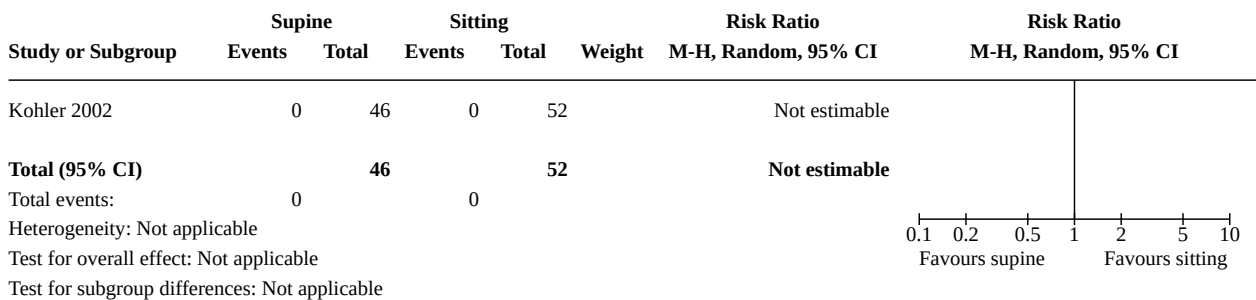 Supine Sitting Risk Ratio Risk Ratio
Study or Subgroup Events Total Events Total Weight M-H, Random, 95% CI M-H, Random, 95% CI
Kohler 2002 0 46 0 52 Not estimable
Total (95% CI) 46 52 Not estimable
Total events: 0 0
Heterogeneity: Not applicable
0.1 0.2 0.5 1 2 5 10
Test for overall effect: Not applicable Favours supine Favours sitting
Test for subgroup differences: Not applicable